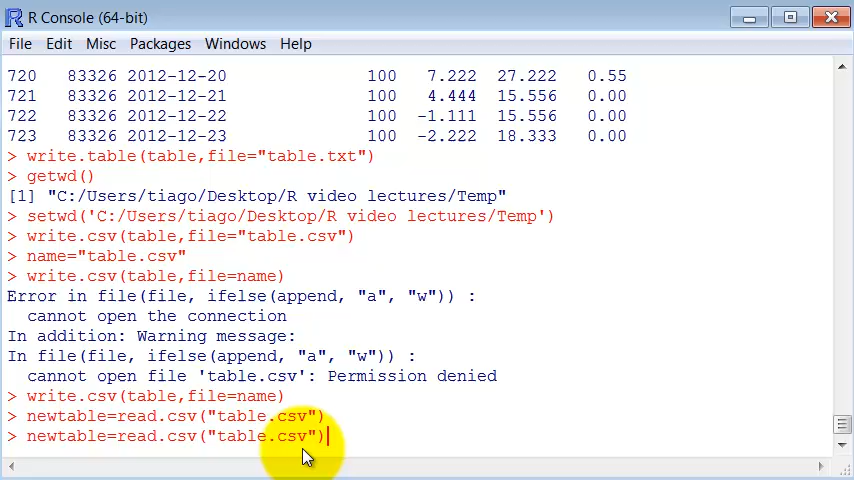 R Console (64-bit)
File Edit Misc Packages Windows Help
720 83326 2012-12-20 100 7.222 27.222 0.55
721 83326 2012-12-21 100 4.444 15.556 0.00
722 83326 2012-12-22 100 -1.111 15.556 0.00
723 83326 2012-12-23 100 -2.222 18.333 0.00
> write.table(table,file="table.txt")
> getwd()
[1] "C:/Users/tiago/Desktop/R video lectures/Temp"
> setwd('C:/Users/tiago/Desktop/R video lectures/Temp')
> write.csv(table,file="table.csv")
> name="table.csv"
> write.csv(table,file=name)
Error in file(file, ifelse(append, "a", "w")) :
cannot open the connection
In addition: Warning message:
In file(file, ifelse(append, "a", "w")) :
cannot open file 'table.csv': Permission denied
> write.csv(table,file=name)
> newtable=read.csv("table.csv")
> newtable=read.csv("table.csv")